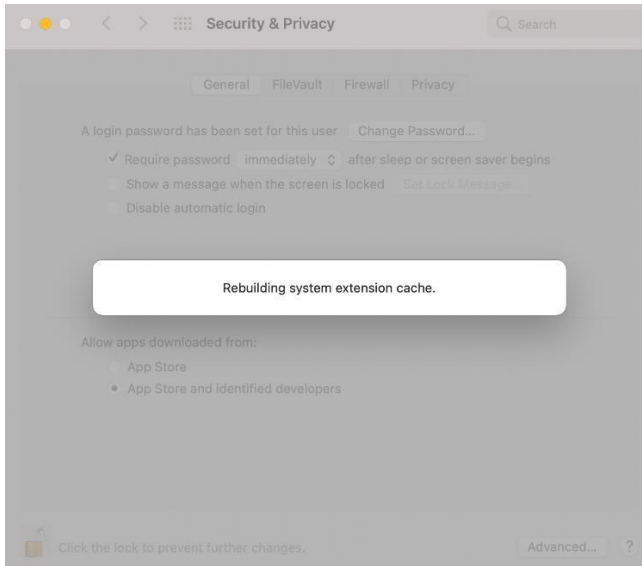 Security & Privacy
Search
General FileVault Firewall Privacy
A login password has been set for this user Change Password...
Require password immediately after sleep or screen saver begins
Show a message when the screen is locked Set Lock Message...
Disable automatic login
Rebuilding system extension cache.
Allow apps downloaded from:
App Store
App Store and identified developers
Click the lock to prevent further changes.
Advanced... ?